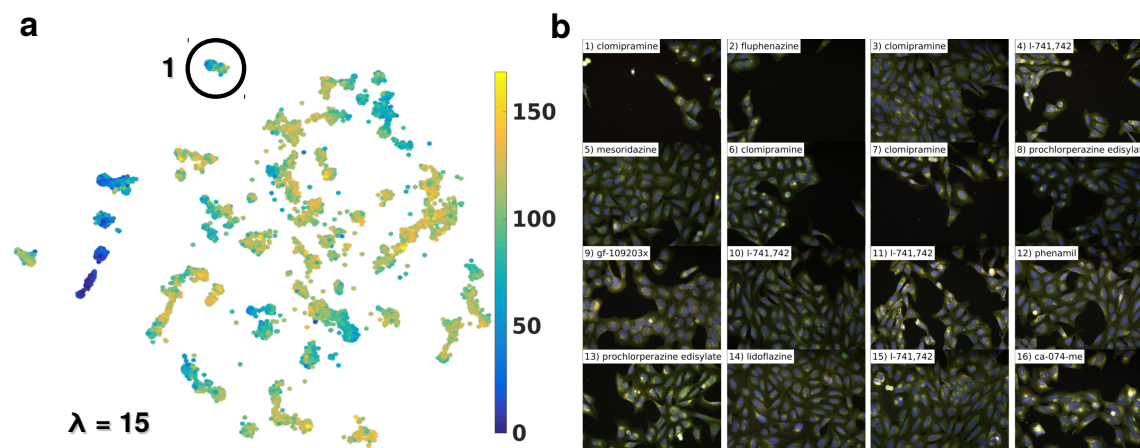 a
b
1
150
100
50
0
λ = 15
1) clomipramine
2) fluphenazine
3) clomipramine
4) l-741,742
5) mesoridazine
6) clomipramine
7) clomipramine
8) prochlorperazine edisylat
9) gf-109203x
10) l-741,742
11) l-741,742
12) phenamil
13) prochlorperazine edisylate
14) lidoflazine
15) l-741,742
16) ca-074-me